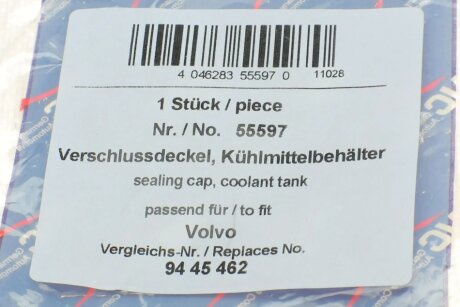 4 046283 55597 0 11028
1 Stück / piece
Nr. / No. 55597
Verschlussdeckel, Kühlmittelbehälter
sealing cap, coolant tank
passend für / to fit
Volvo
Vergleichs-Nr. / Replaces No.
94 45 462